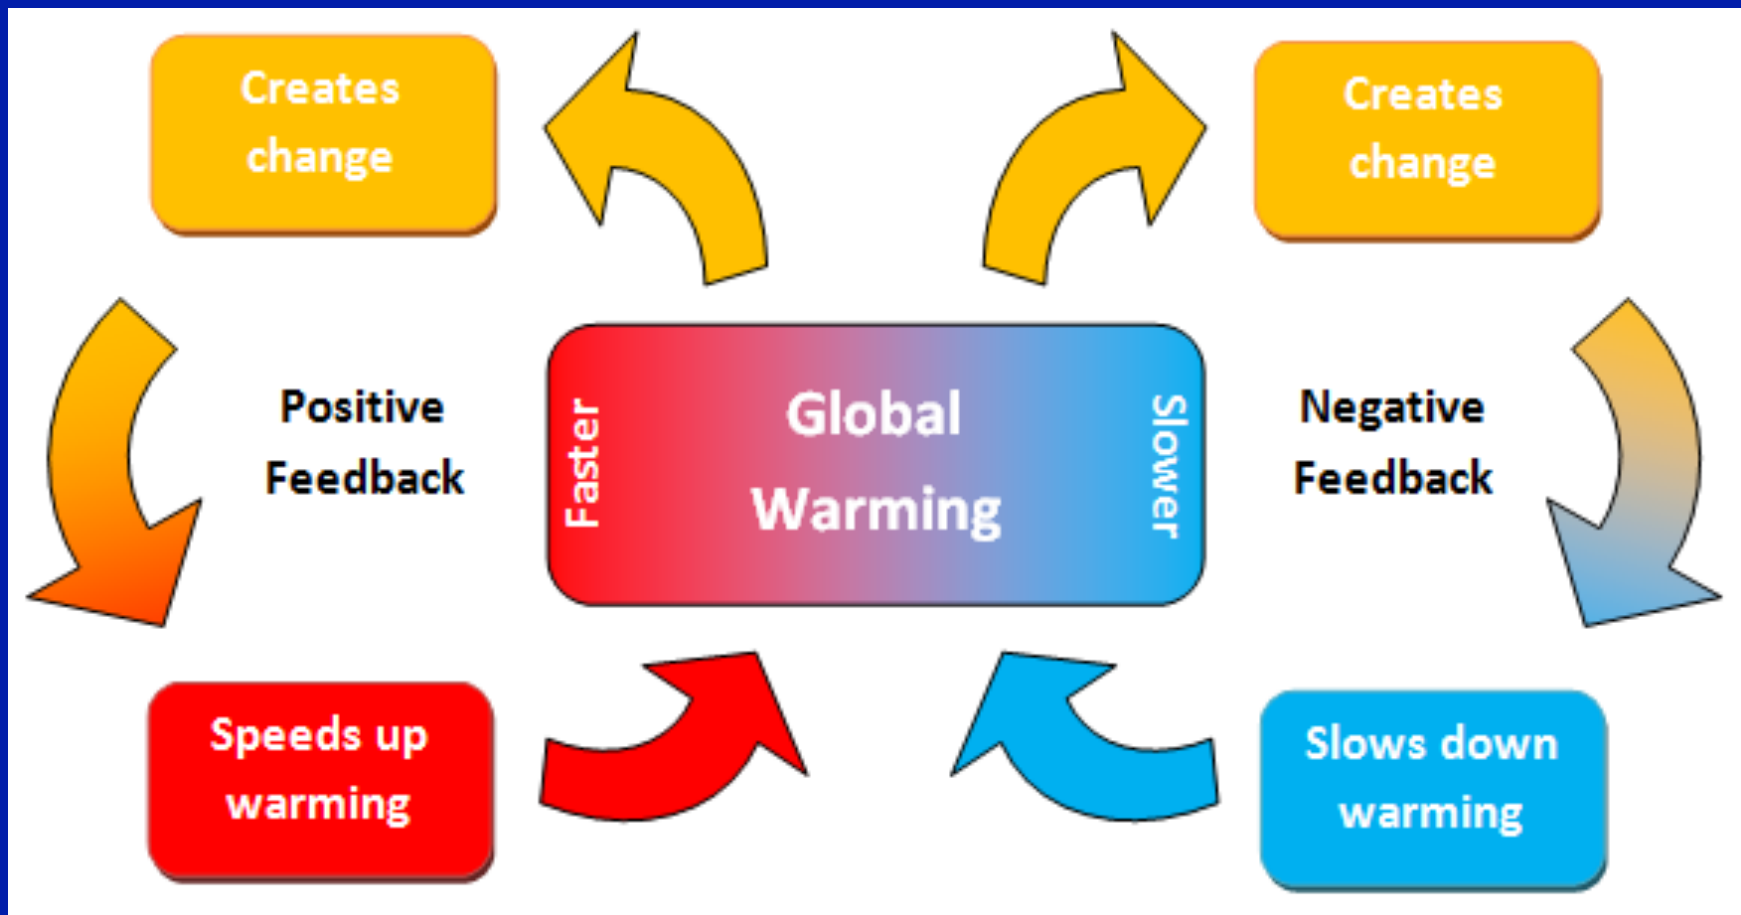 Creates
change
Creates
change
Positive
Feedback
Faster
Global
Warming
Slower
Negative
Feedback
Speeds up
warming
Slows down
warming